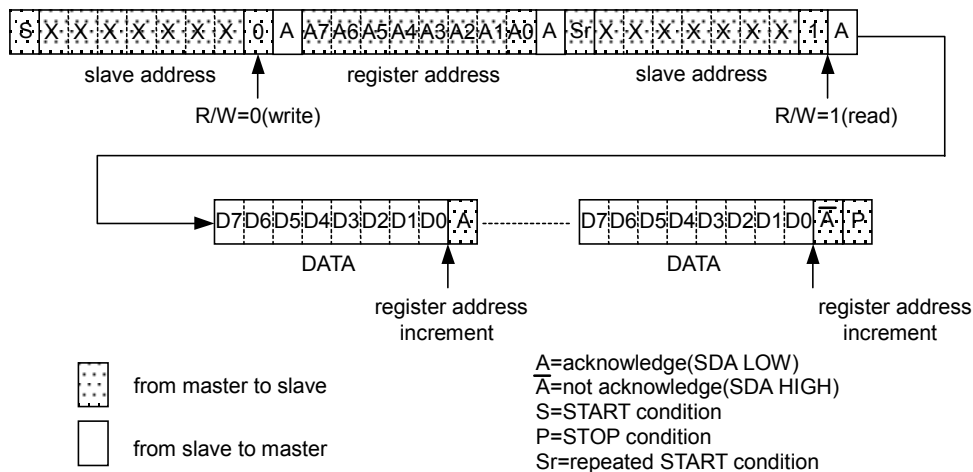 S X X X X X X X 0 A A7 A6 A5 A4 A3 A2 A1 A0 A Sr X X X X X X X 1 A
slave address register address slave address
R/W=0(write) R/W=1(read)
D7 D6 D5 D4 D3 D2 D1 D0 A D7 D6 D5 D4 D3 D2 D1 D0 A̅ P
DATA DATA
register address register address
increment increment
from master to slave
from slave to master
A=acknowledge(SDA LOW)
A̅=not acknowledge(SDA HIGH)
S=START condition
P=STOP condition
Sr=repeated START condition